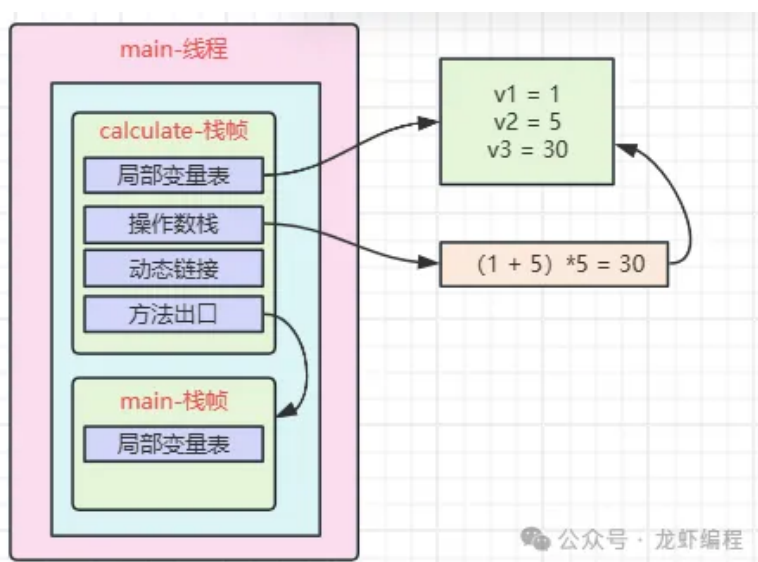 main-线程
calculate-栈帧
局部变量表
操作数栈
动态链接
方法出口
main-栈帧
局部变量表
v1 = 1
v2 = 5
v3 = 30
（1 + 5）*5 = 30
公众号 · 龙虾编程